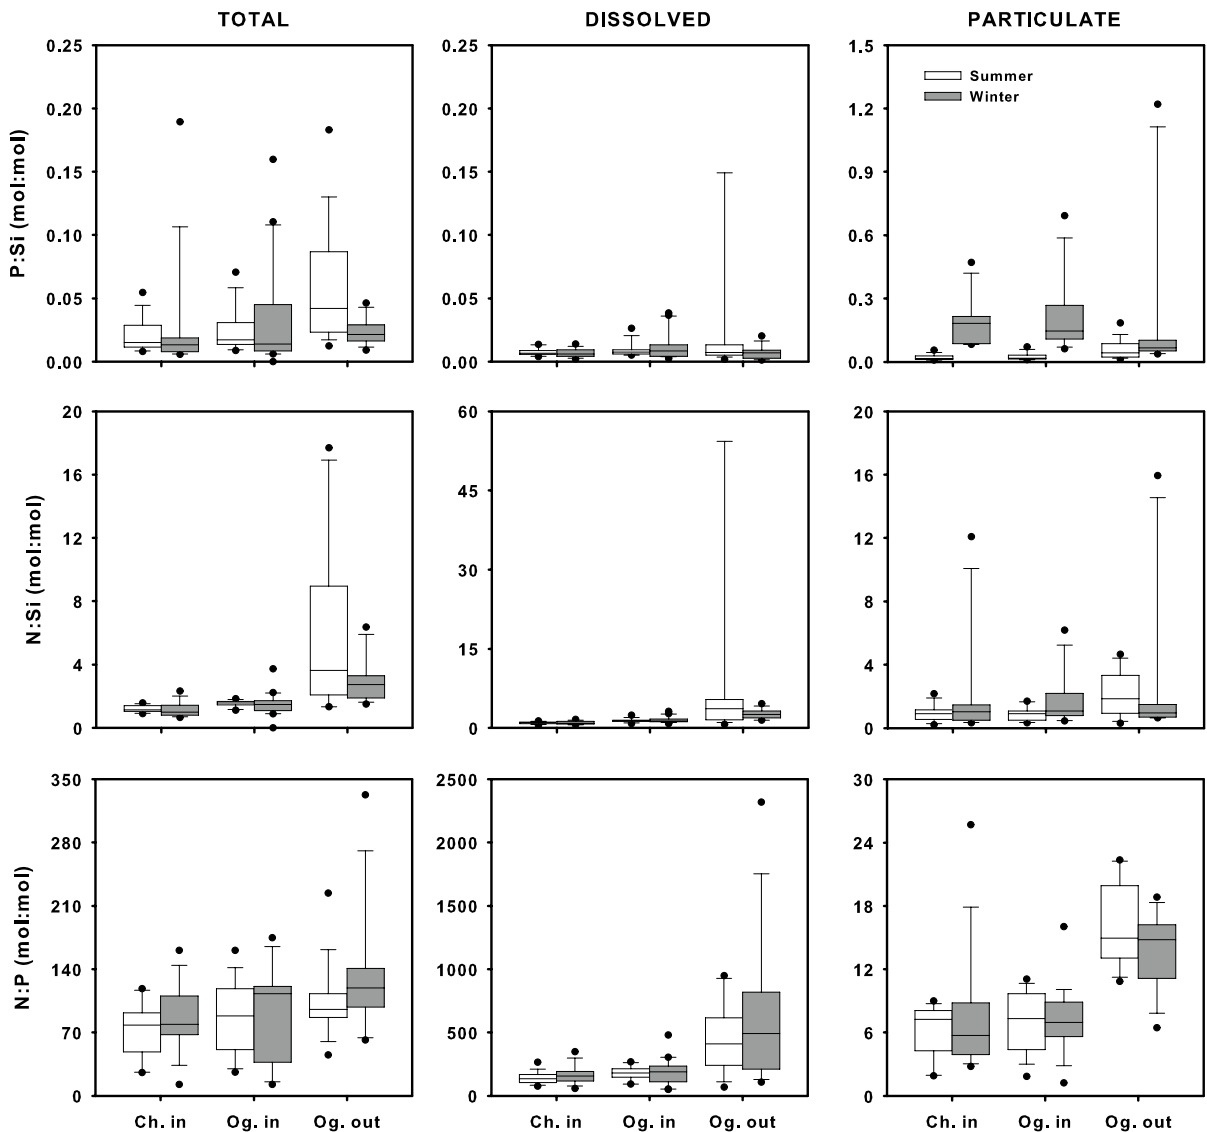 TOTAL DISSOLVED PARTICULATE
P:Si (mol:mol)
0.25 0.25 1.5
Summer
Winter
0.20 0.20 1.2
0.15 0.15 0.9
0.10 0.10 0.6
0.05 0.05 0.3
0.00 0.00 0.0
N:Si (mol:mol)
20 60 20
16 45 16
12 30 12
8 15 8
4 0 4
0 0
N:P (mol:mol)
350 2500 30
280 2000 24
210 1500 18
140 1000 12
70 500 6
0 0 0
Ch. in Og. in Og. out Ch. in Og. in Og. out Ch. in Og. in Og. out